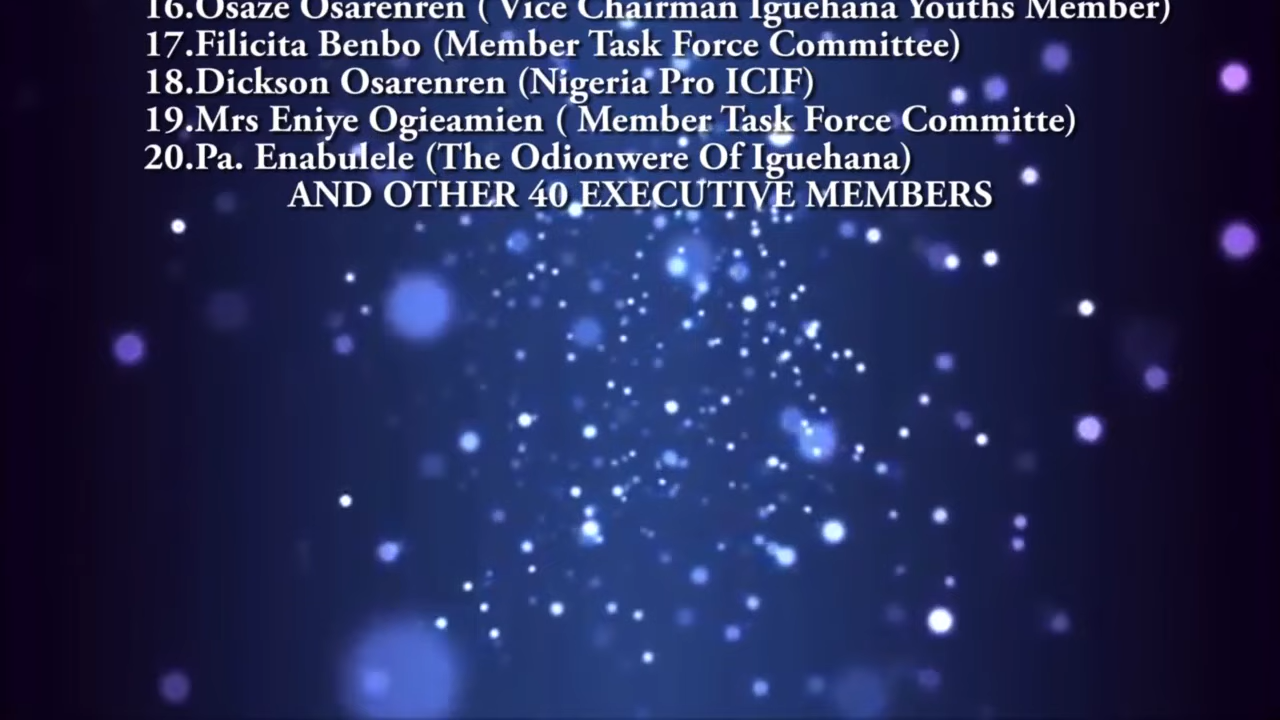 16.Osaze Osarenren ( Vice Chairman Iguehana Youths Member)
17.Filicita Benbo (Member Task Force Committee)
18.Dickson Osarenren (Nigeria Pro ICIF)
19.Mrs Eniye Ogieamien ( Member Task Force Committe)
20.Pa. Enabulele (The Odionwere Of Iguehana)
AND OTHER 40 EXECUTIVE MEMBERS